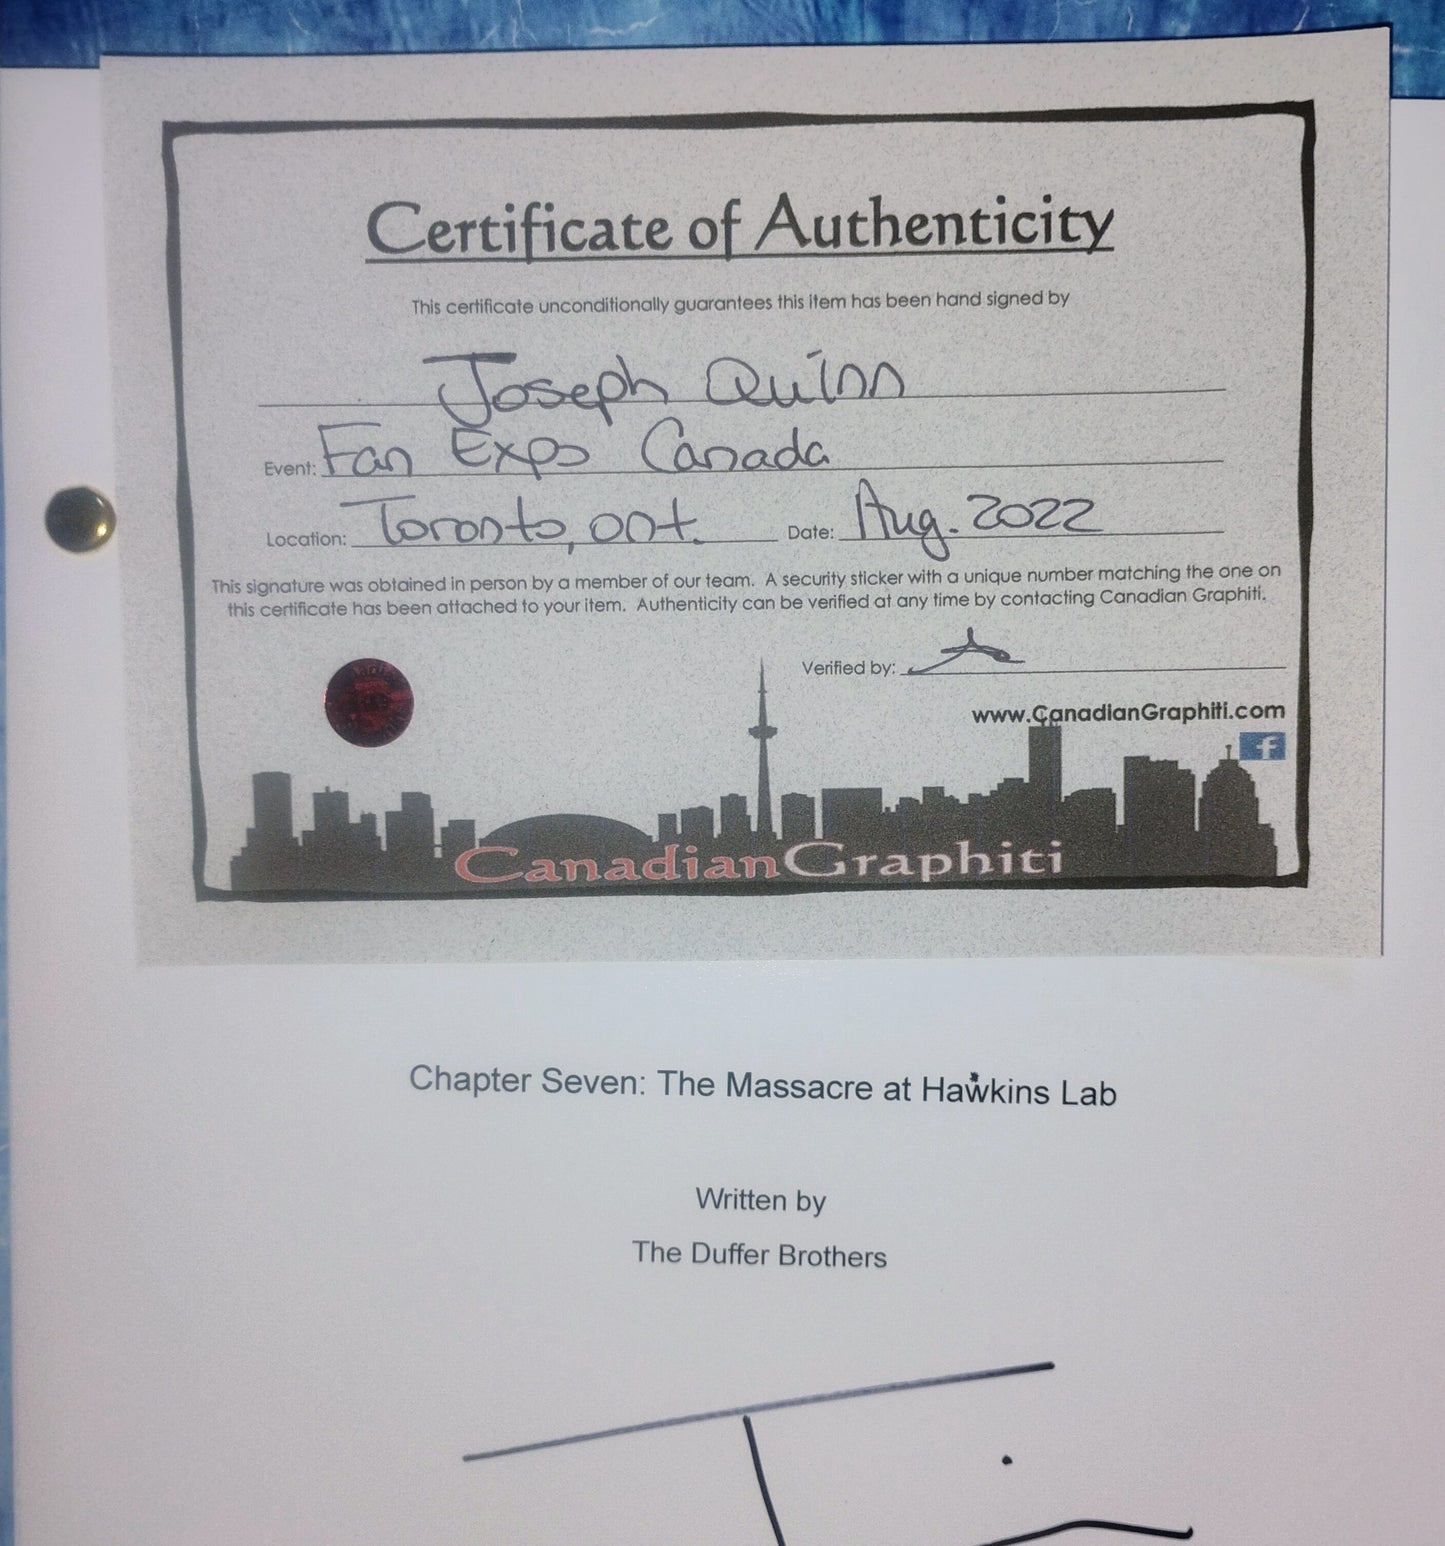 Certificate of Authenticity
This certificate unconditionally guarantees this item has been hand signed by
Joseph Quinn
Event: Fan Expo Canada
Location: Toronto, ont. Date: Aug. 2022
This signature was obtained in person by a member of our team. A security sticker with a unique number matching the one on
this certificate has been attached to your item. Authenticity can be verified at any time by contacting Canadian Graphiti.
Verified by:
www.CanadianGraphiti.com
f
CanadianGraphiti
Chapter Seven: The Massacre at Hawkins Lab
Written by
The Duffer Brothers